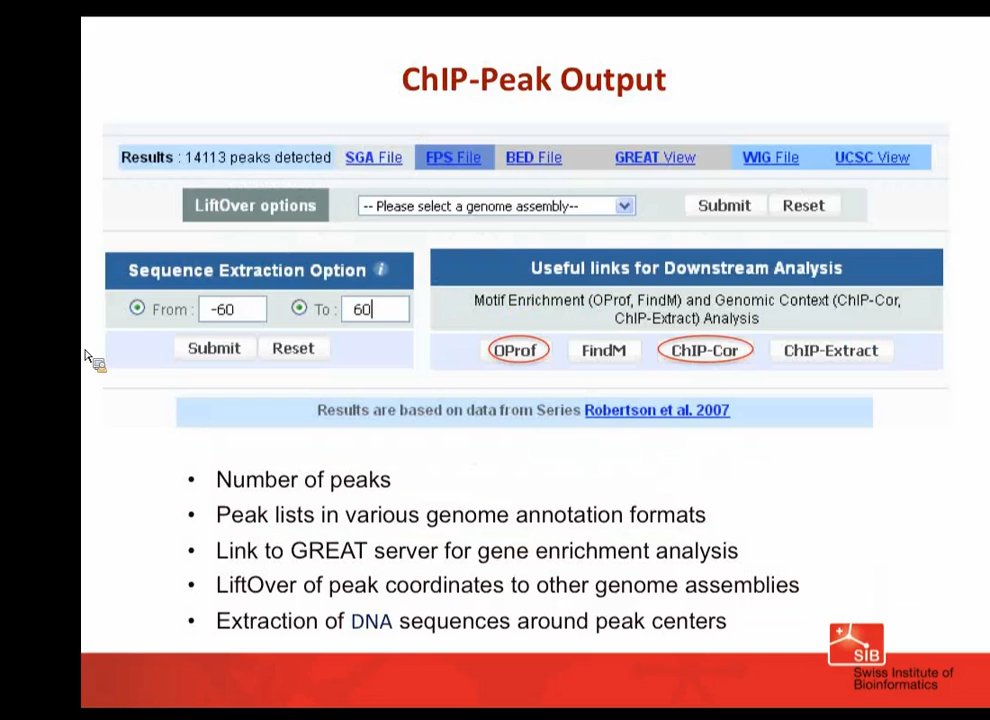 ChIP-Peak Output
Results : 14113 peaks detected SGA File FPS File BED File GREAT View WIG File UCSC View
LiftOver options -- Please select a genome assembly-- Submit Reset
Sequence Extraction Option i
From : -60 To : 60
Submit Reset
Useful links for Downstream Analysis
Motif Enrichment (OProf, FindM) and Genomic Context (ChIP-Cor,
ChIP-Extract) Analysis
OProf FindM ChIP-Cor ChIP-Extract
Results are based on data from Series Robertson et al. 2007
• Number of peaks
• Peak lists in various genome annotation formats
• Link to GREAT server for gene enrichment analysis
• LiftOver of peak coordinates to other genome assemblies
• Extraction of DNA sequences around peak centers
SIB
Swiss Institute of
Bioinformatics